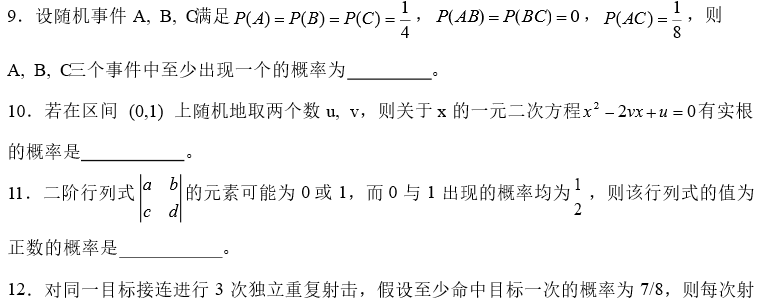 9．设随机事件 A, B, C满足 P(A) = P(B) = P(C) = 1/4 ，P(AB) = P(BC) = 0 ，P(AC) = 1/8 ，则
A, B, C三个事件中至少出现一个的概率为__________。
10．若在区间 (0,1) 上随机地取两个数 u, v，则关于 x 的一元二次方程 x² − 2vx + u = 0 有实根
的概率是____________。
11．二阶行列式 |a b; c d| 的元素可能为 0 或 1，而 0 与 1 出现的概率均为 1/2 ，则该行列式的值为
正数的概率是____________。
12．对同一目标接连进行 3 次独立重复射击，假设至少命中目标一次的概率为 7/8，则每次射